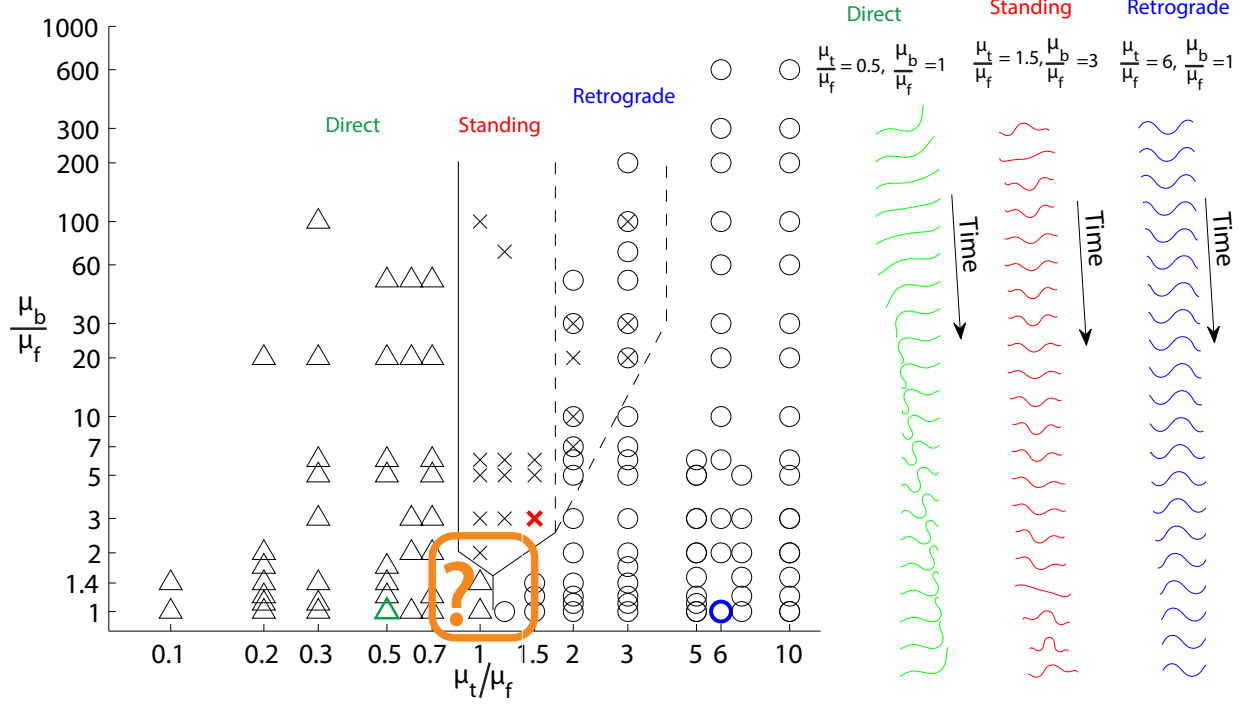 Direct
Standing
Retrograde
μt/μf = 0.5, μb/μf =1
μt/μf = 1.5, μb/μf =3
μt/μf = 6, μb/μf =1
Direct
Standing
Retrograde
1000
600
300
200
100
60
30
20
10
7
5
3
2
1.4
1
μb
μf
?
0.1
0.2
0.3
0.5
0.7
1
1.5
2
3
5
6
10
μt/μf
Time
Time
Time